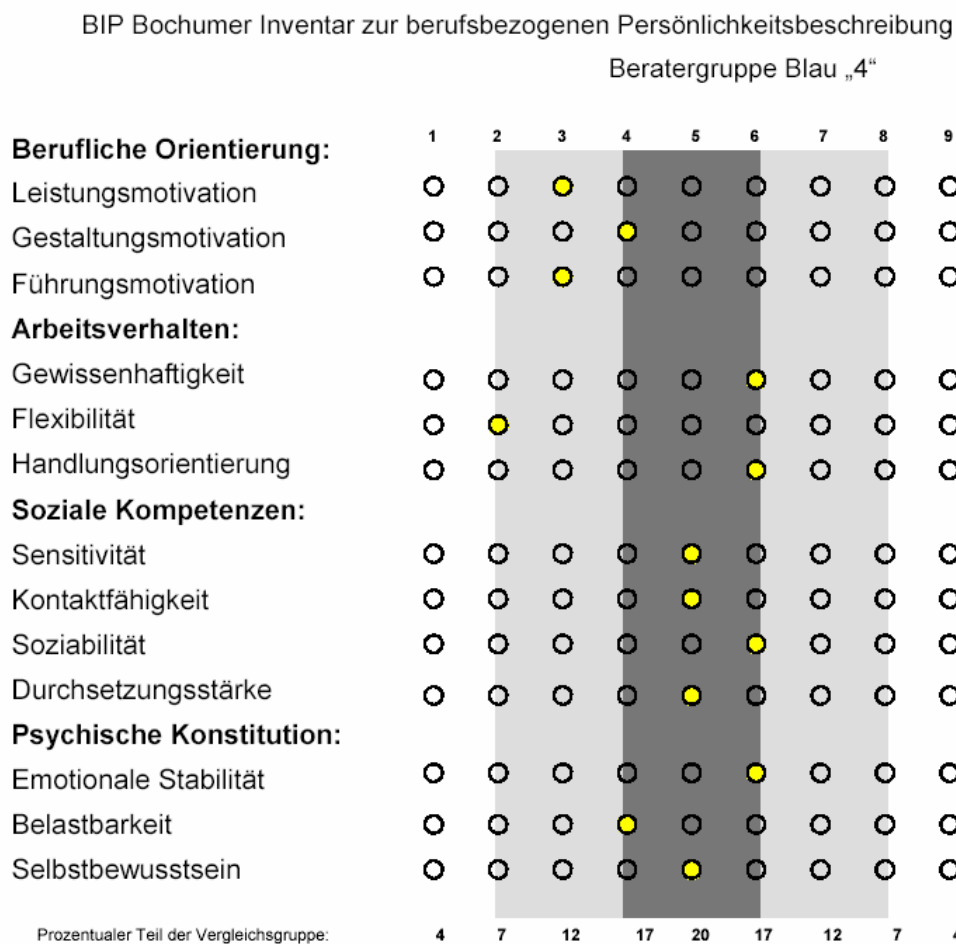 BIP Bochumer Inventar zur berufsbezogenen Persönlichkeitsbeschreibung
Beratergruppe Blau „4“
1 2 3 4 5 6 7 8 9
Berufliche Orientierung:
Leistungsmotivation
Gestaltungsmotivation
Führungsmotivation
Arbeitsverhalten:
Gewissenhaftigkeit
Flexibilität
Handlungsorientierung
Soziale Kompetenzen:
Sensitivität
Kontaktfähigkeit
Soziabilität
Durchsetzungsstärke
Psychische Konstitution:
Emotionale Stabilität
Belastbarkeit
Selbstbewusstsein
Prozentualer Teil der Vergleichsgruppe: 4 7 12 17 20 17 12 7 4